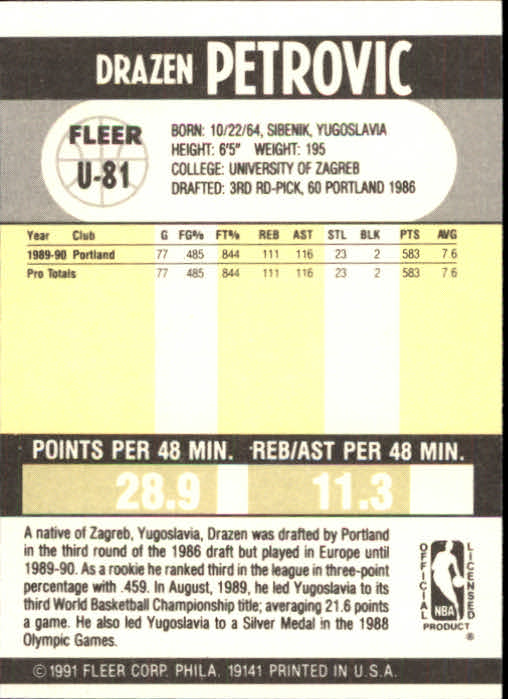 DRAZEN PETROVIC
FLEER
U-81
BORN: 10/22/64, SIBENIK, YUGOSLAVIA
HEIGHT: 6'5" WEIGHT: 195
COLLEGE: UNIVERSITY OF ZAGREB
DRAFTED: 3RD RD-PICK, 60 PORTLAND 1986
Year Club G FG% FT% REB AST STL BLK PTS AVG
1989-90 Portland 77 .485 .844 111 116 23 2 583 7.6
Pro Totals 77 .485 .844 111 116 23 2 583 7.6
POINTS PER 48 MIN. REB/AST PER 48 MIN.
28.9 11.3
A native of Zagreb, Yugoslavia, Drazen was drafted by Portland
in the third round of the 1986 draft but played in Europe until
1989-90. As a rookie he ranked third in the league in three-point
percentage with .459. In August, 1989, he led Yugoslavia to its
third World Basketball Championship title; averaging 21.6 points
a game. He also led Yugoslavia to a Silver Medal in the 1988
Olympic Games.
OFFICIAL
NBA
LICENSED
PRODUCT
®
© 1991 FLEER CORP. PHILA. 19141 PRINTED IN U.S.A.